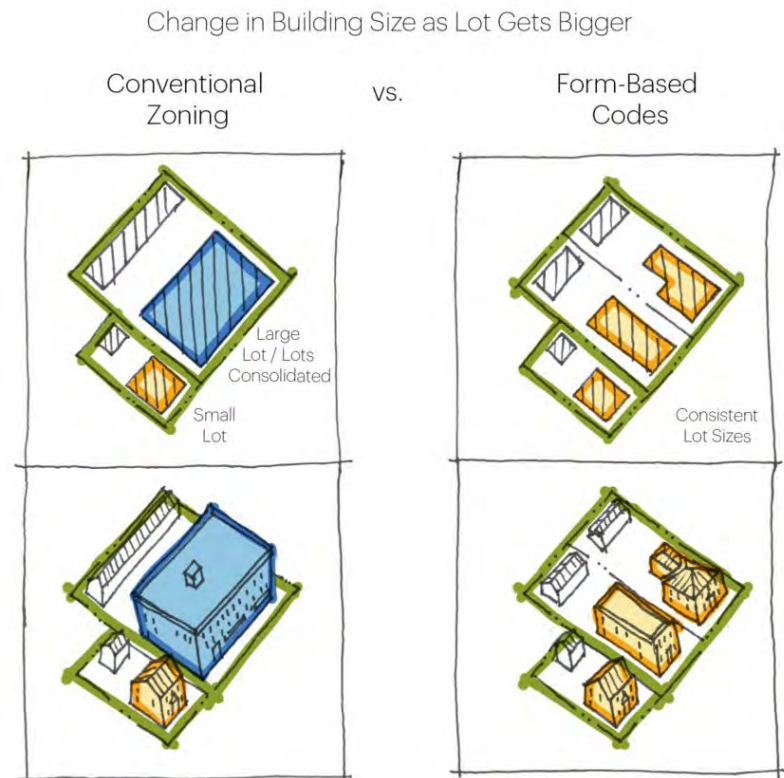 Change in Building Size as Lot Gets Bigger
Conventional
Zoning
vs.
Form-Based
Codes
Large
Lot / Lots
Consolidated
Small
Lot
Consistent
Lot Sizes